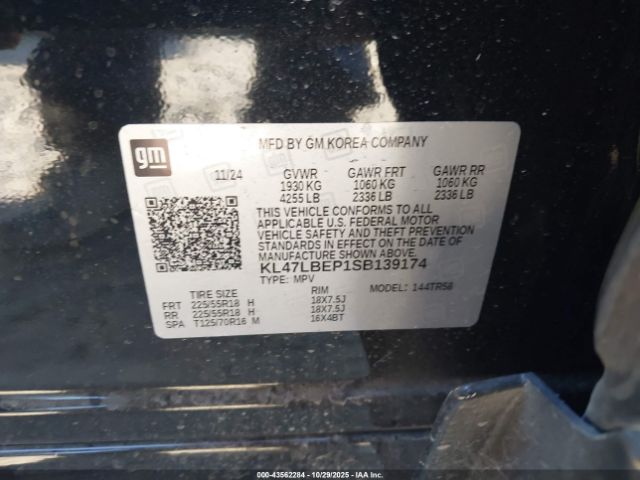 gm
MFD BY GM KOREA COMPANY
11/24 GVWR GAWR FRT GAWR RR
1930 KG 1060 KG 1060 KG
4255 LB 2336 LB 2336 LB
THIS VEHICLE CONFORMS TO ALL
APPLICABLE U.S. FEDERAL MOTOR
VEHICLE SAFETY AND THEFT PREVENTION
STANDARDS IN EFFECT ON THE DATE OF
MANUFACTURE SHOWN ABOVE.
KL47LBEP1SB139174
TYPE: MPV MODEL: 144TR58
TIRE SIZE RIM
FRT 225/55R18 H 18X7.5J
RR 225/55R18 H 18X7.5J
SPA T125/70R16 M 16X4BT
000-43562284 - 10/29/2025 - IAAI.COM